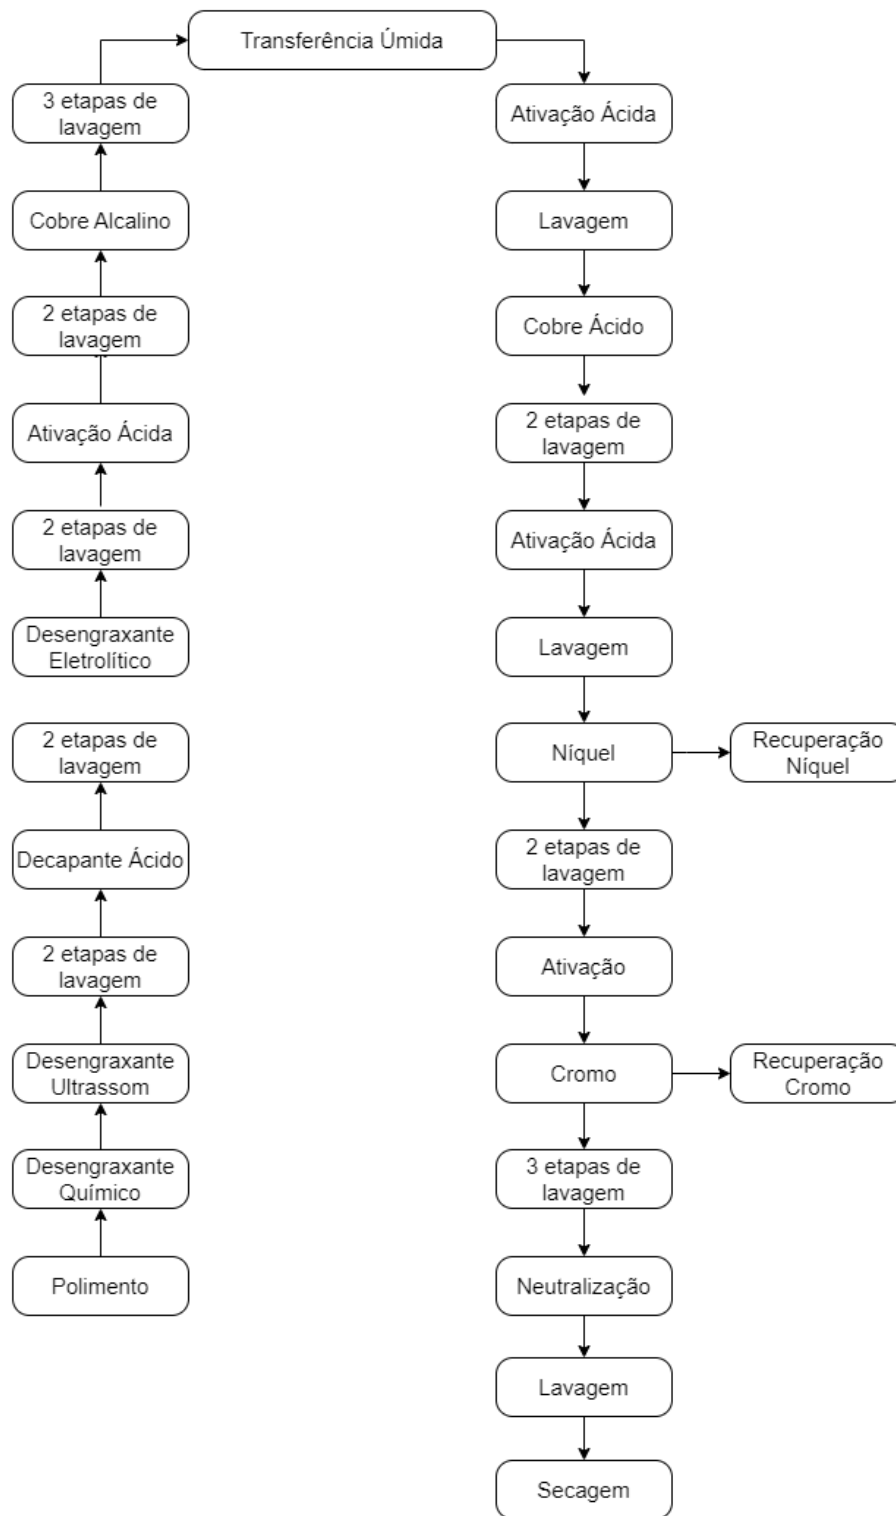 Transferência Úmida
3 etapas de
lavagem
Cobre Alcalino
2 etapas de
lavagem
Ativação Ácida
2 etapas de
lavagem
Desengraxante
Eletrolítico
2 etapas de
lavagem
Decapante Ácido
2 etapas de
lavagem
Desengraxante
Ultrassom
Desengraxante
Químico
Polimento
Ativação Ácida
Lavagem
Cobre Ácido
2 etapas de
lavagem
Ativação Ácida
Lavagem
Níquel
Recuperação
Níquel
2 etapas de
lavagem
Ativação
Cromo
Recuperação
Cromo
3 etapas de
lavagem
Neutralização
Lavagem
Secagem